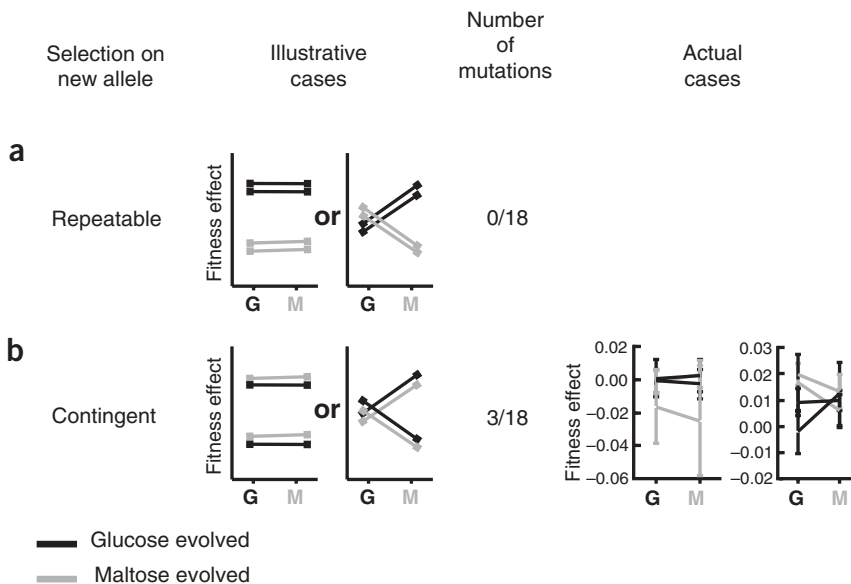 Selection on
new allele
Illustrative
cases
Number
of
mutations
Actual
cases
a
Repeatable
Fitness effect
G M
or
G M
0/18
b
Contingent
Fitness effect
G M
or
G M
3/18
Fitness effect
0.02
0.00
–0.02
–0.04
–0.06
G M
0.03
0.02
0.01
0.00
–0.01
–0.02
G M
Glucose evolved
Maltose evolved